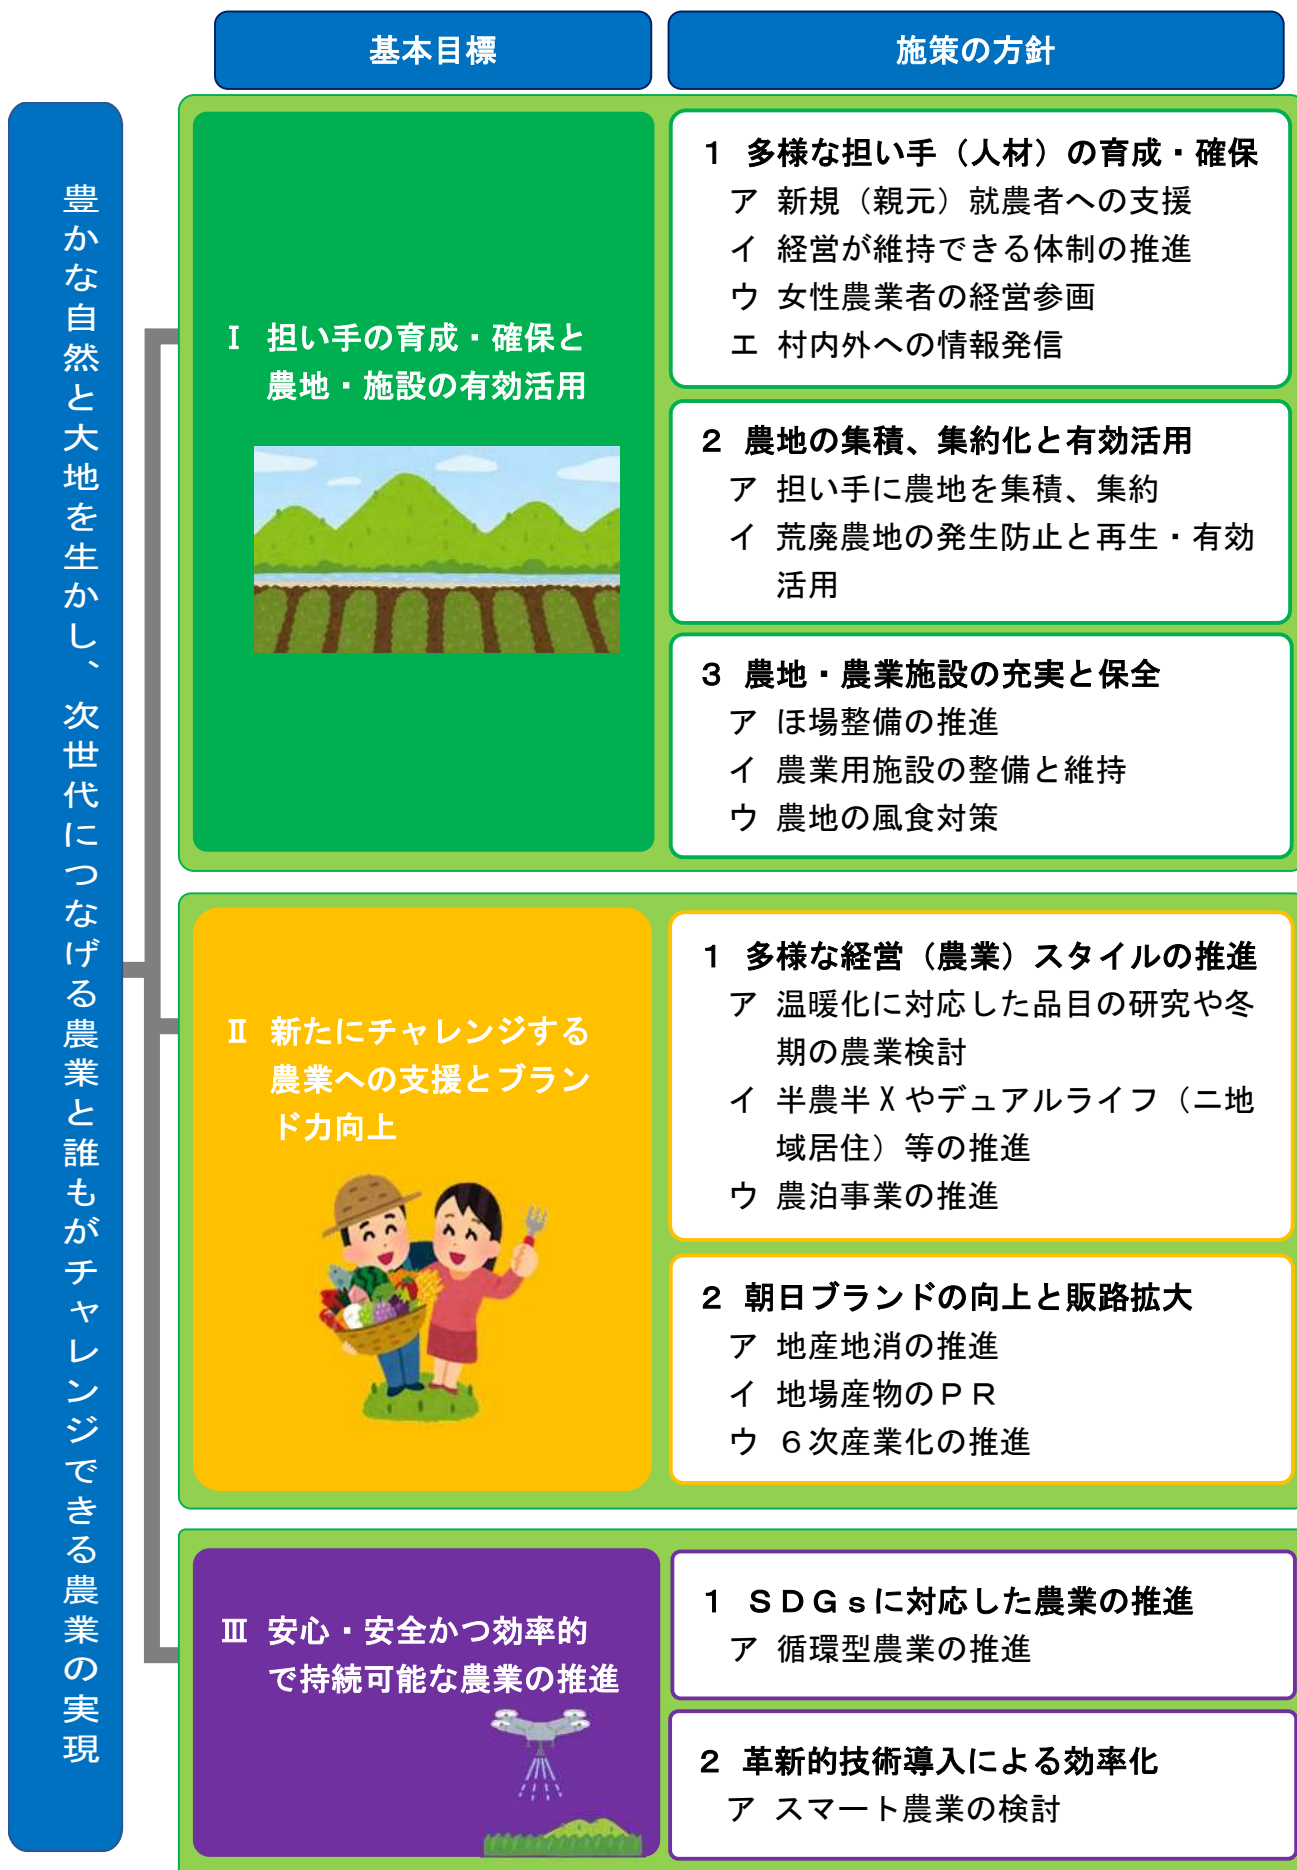 基本目標
施策の方針
豊かな自然と大地を生かし、次世代につなげる農業と誰もがチャレンジできる農業の実現
Ⅰ 担い手の育成・確保と
農地・施設の有効活用
1 多様な担い手（人材）の育成・確保
ア 新規（親元）就農者への支援
イ 経営が維持できる体制の推進
ウ 女性農業者の経営参画
エ 村内外への情報発信
2 農地の集積、集約化と有効活用
ア 担い手に農地を集積、集約
イ 荒廃農地の発生防止と再生・有効
活用
3 農地・農業施設の充実と保全
ア ほ場整備の推進
イ 農業用施設の整備と維持
ウ 農地の風食対策
Ⅱ 新たにチャレンジする
農業への支援とブラン
ド力向上
1 多様な経営（農業）スタイルの推進
ア 温暖化に対応した品目の研究や冬
期の農業検討
イ 半農半Xやデュアルライフ（二地
域居住）等の推進
ウ 農泊事業の推進
2 朝日ブランドの向上と販路拡大
ア 地産地消の推進
イ 地場産物のＰＲ
ウ ６次産業化の推進
Ⅲ 安心・安全かつ効率的
で持続可能な農業の推進
1 ＳＤＧｓに対応した農業の推進
ア 循環型農業の推進
2 革新的技術導入による効率化
ア スマート農業の検討